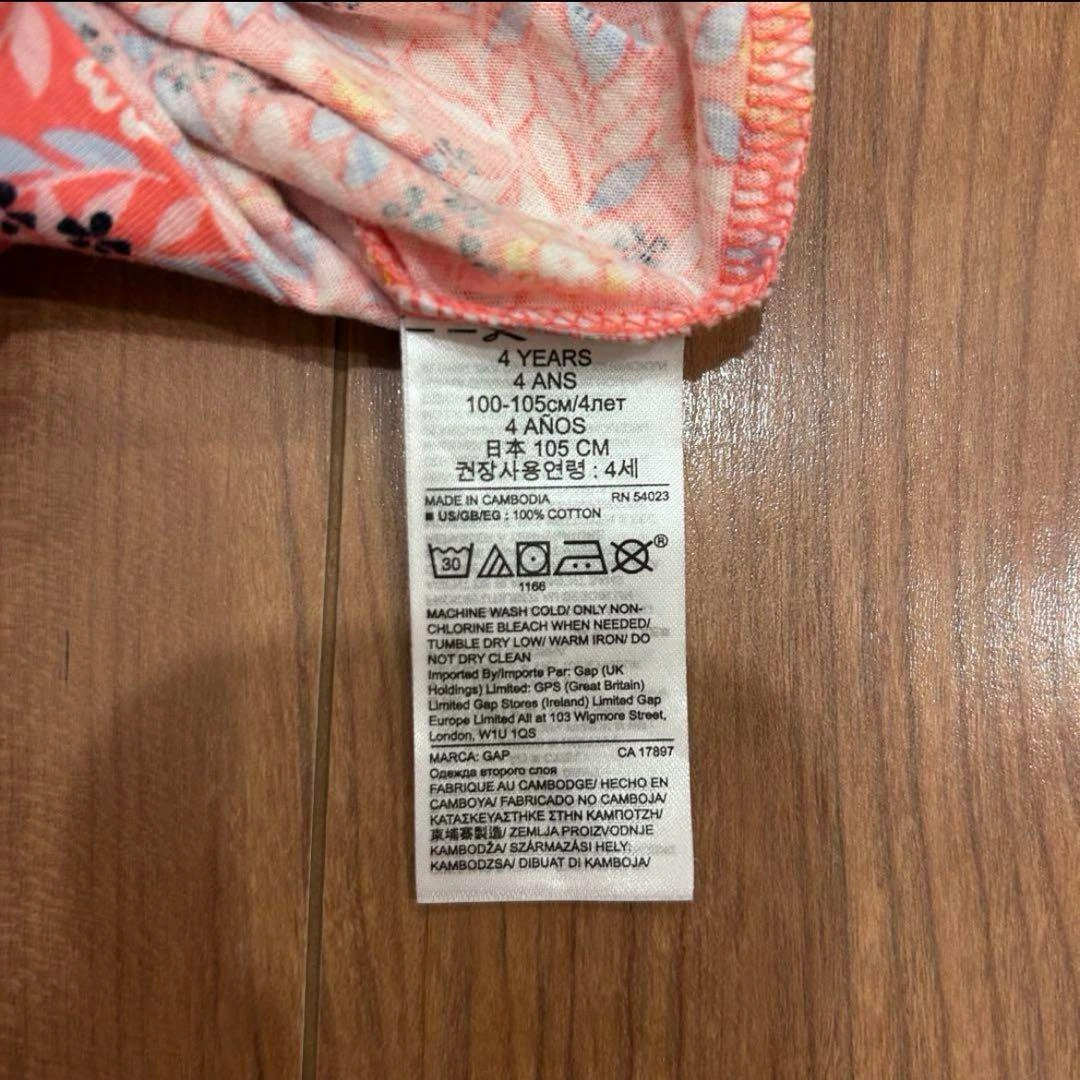 4 YEARS
4 ANS
100-105см/4лет
4 AÑOS
日本 105 CM
권장사용연령 : 4세
MADE IN CAMBODIA RN 54023
■ US/GB/EG : 100% COTTON
30
®
1166
MACHINE WASH COLD/ ONLY NON-
CHLORINE BLEACH WHEN NEEDED/
TUMBLE DRY LOW/ WARM IRON/ DO
NOT DRY CLEAN
Imported By/Importe Par: Gap (UK
Holdings) Limited: GPS (Great Britain)
Limited Gap Stores (Ireland) Limited Gap
Europe Limited All at 103 Wigmore Street,
London, W1U 1QS
MARCA: GAP CA 17897
Одежда второго слоя
FABRIQUE AU CAMBODGE/ HECHO EN
CAMBOYA/ FABRICADO NO CAMBOJA/
ΚΑΤΑΣΚΕΥΑΣΤΗΚΕ ΣΤΗΝ ΚΑΜΠΟΤΖΗ/
柬埔寨製造/ ZEMLJA PROIZVODNJE
KAMBODŽA/ SZÁRMAZÁSI HELY:
KAMBODZSA/ DIBUAT DI KAMBOJA/